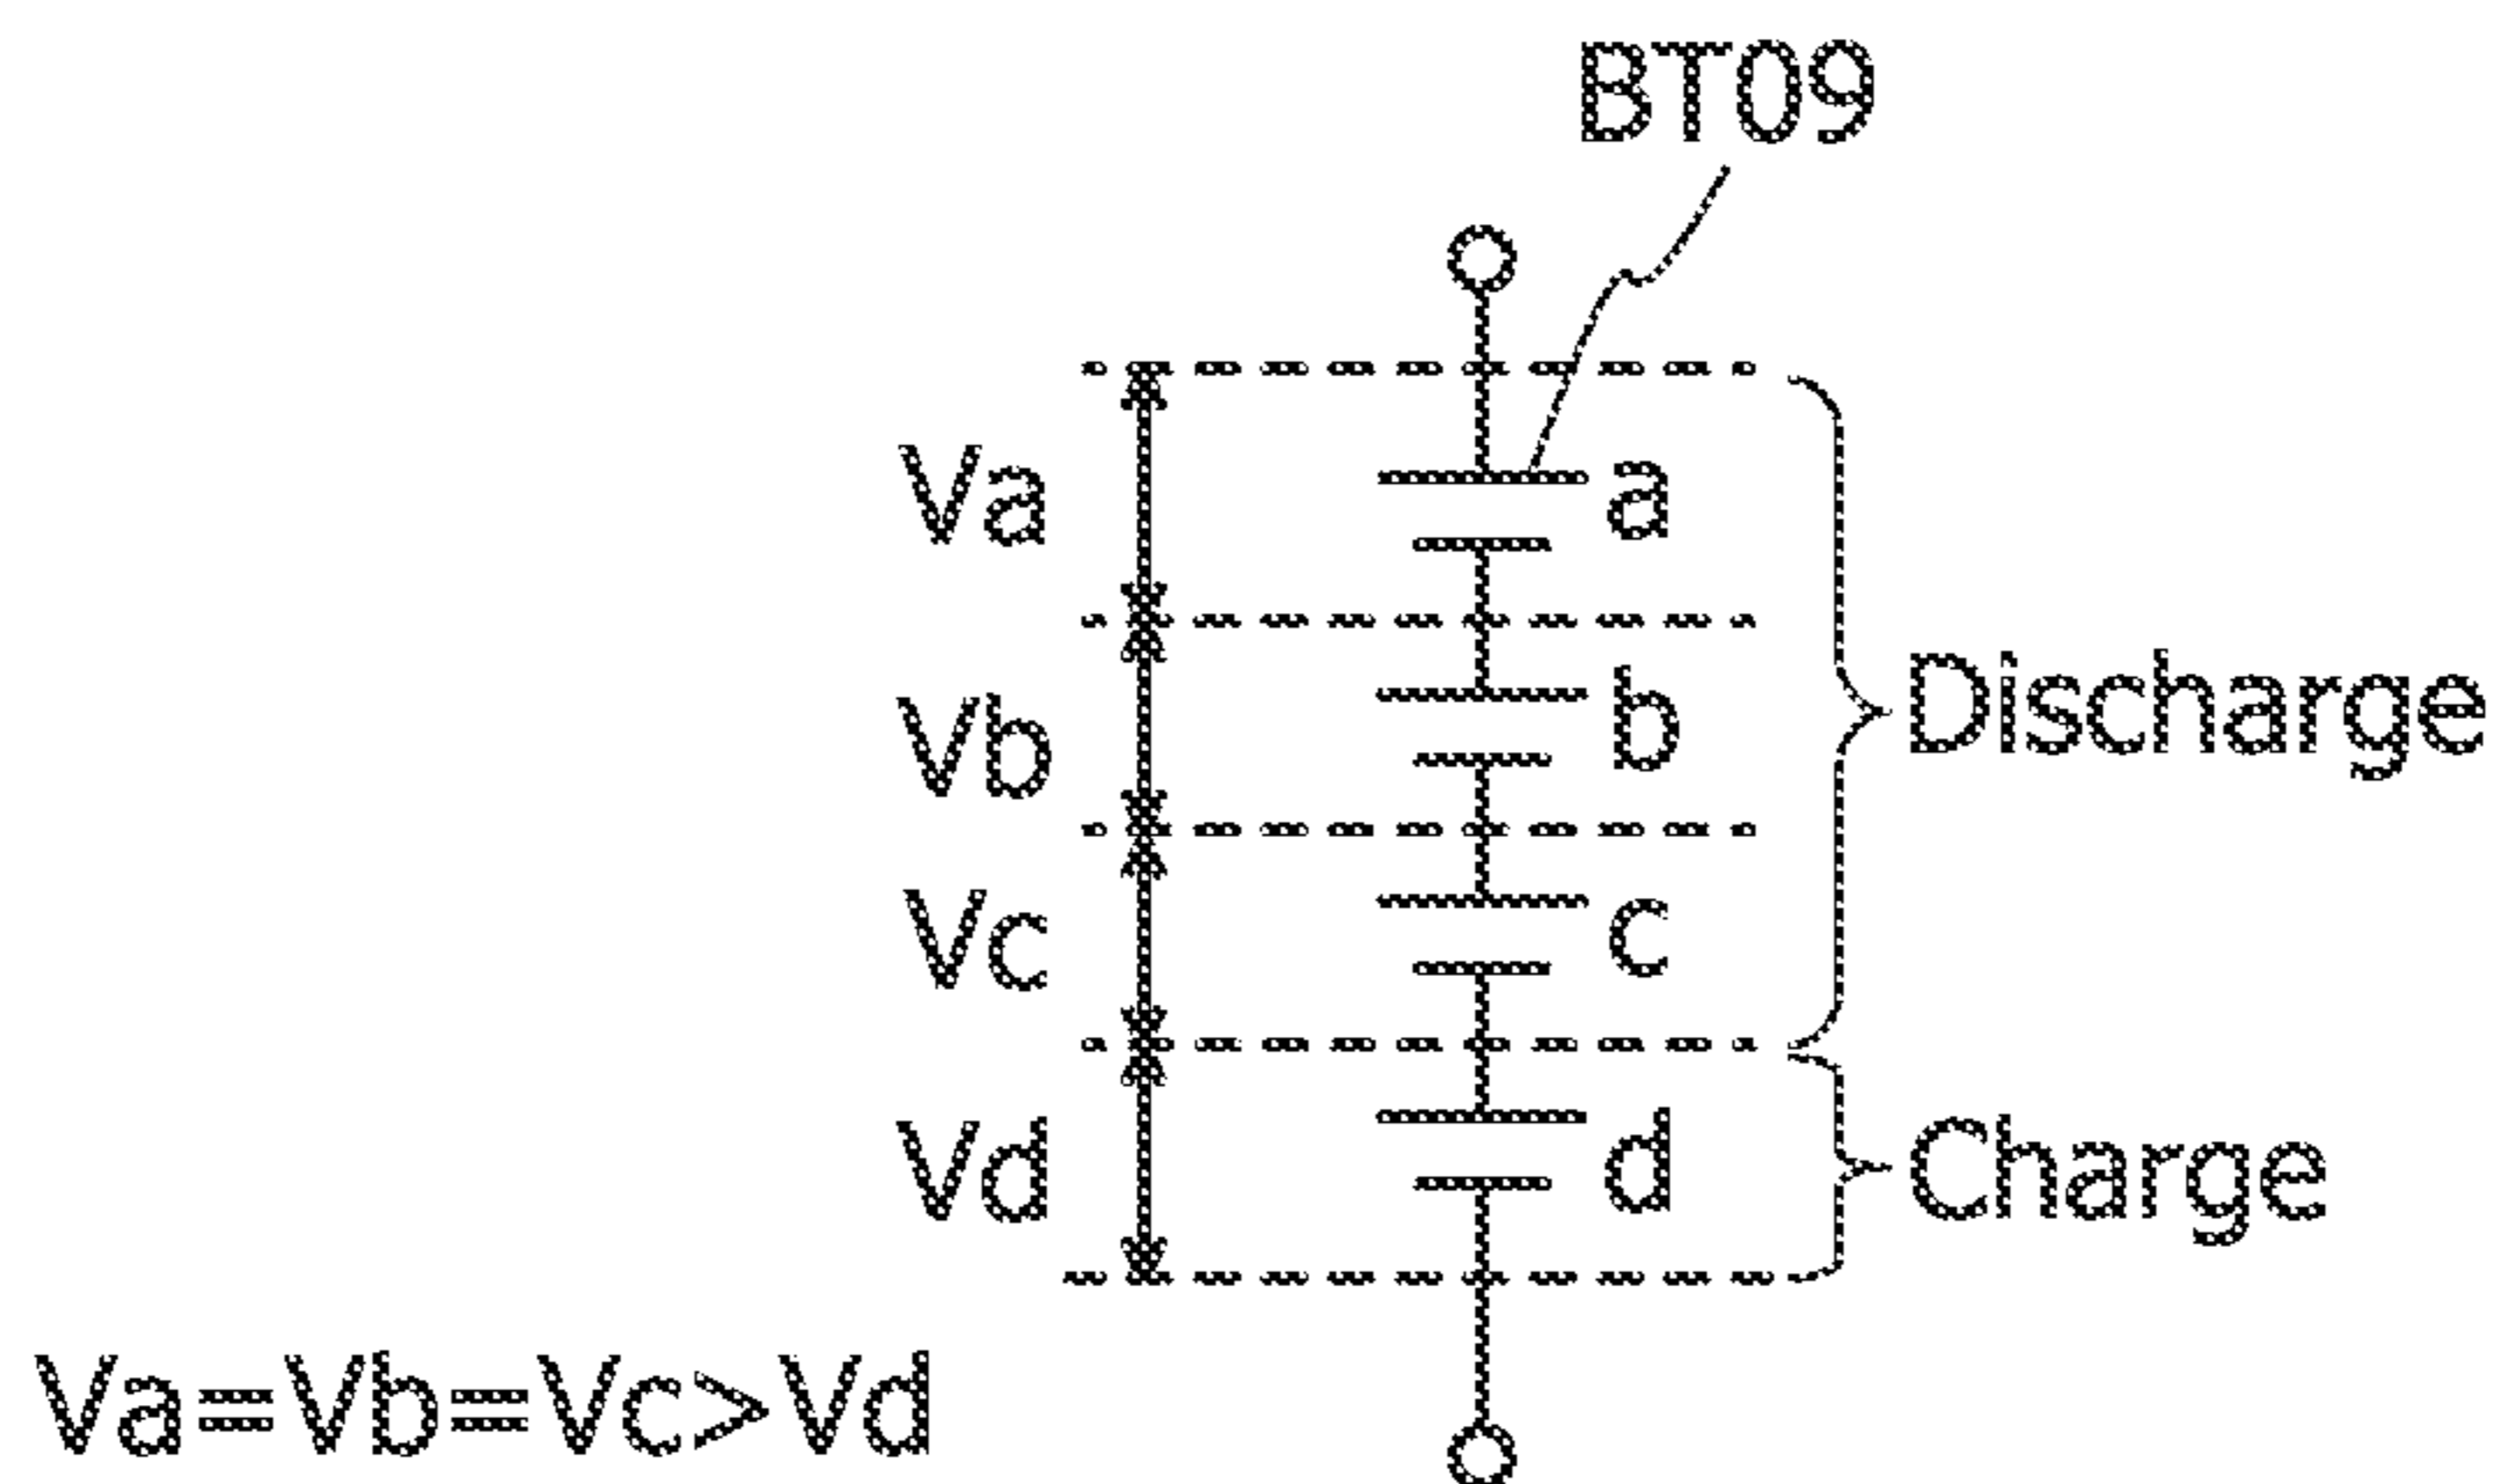 BT09
Va
a
Vb
b
Discharge
Vc
c
Vd
d
Charge
Va=Vb=Vc>Vd